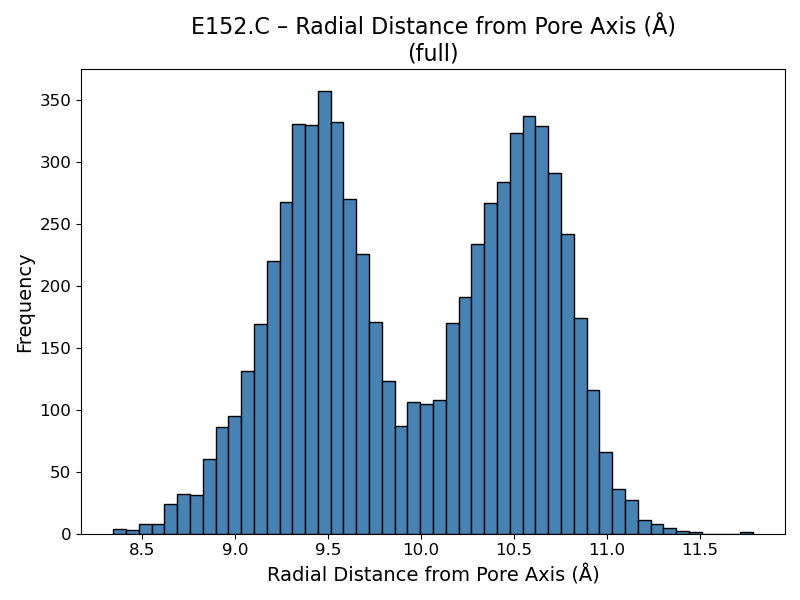 E152.C – Radial Distance from Pore Axis (Å)
(full)
Frequency
350
300
250
200
150
100
50
0
8.5 9.0 9.5 10.0 10.5 11.0 11.5
Radial Distance from Pore Axis (Å)